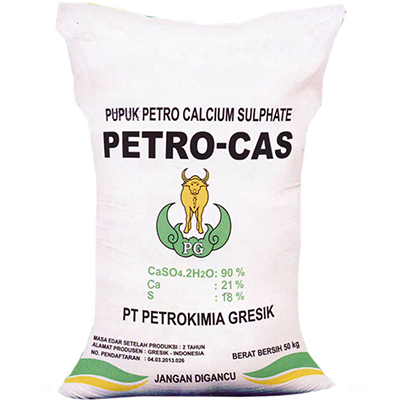 PUPUK PETRO CALCIUM SULPHATE
PETRO-CAS
PG
CaSO4.2H2O: 90 %
Ca : 21 %
S : 18 %
PT PETROKIMIA GRESIK
MASA EDAR SETELAH PRODUKSI : 2 TAHUN
ALAMAT PRODUSEN : GRESIK - INDONESIA
NO. PENDAFTARAN : 04.03.2013.026
BERAT BERSIH 50 kg
JANGAN DIGANCU